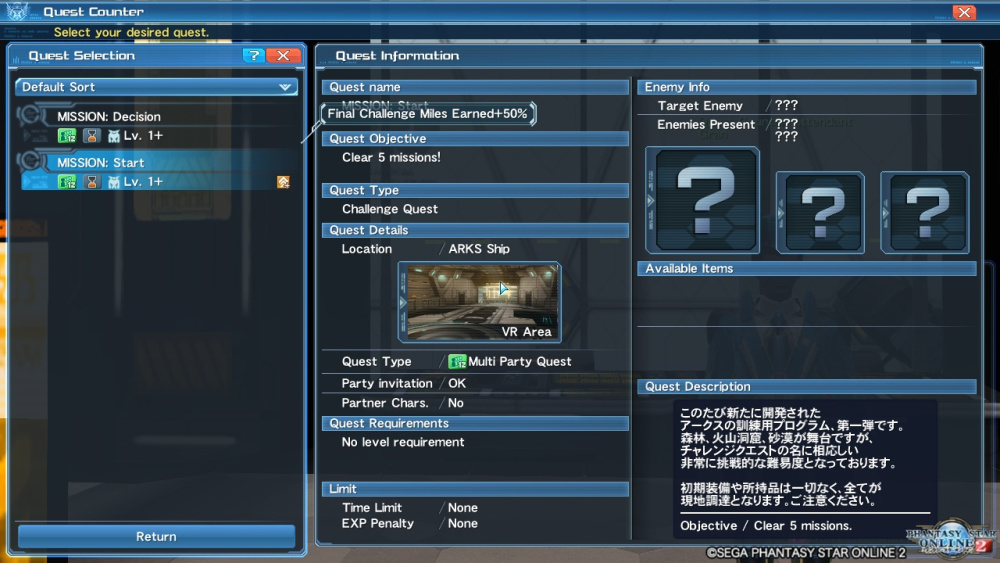 Quest Counter
Select your desired quest.
Quest Selection
?
Default Sort
MISSION: Decision
Lv. 1+
MISSION: Start
Lv. 1+
Return
Quest Information
Quest name
MISSION: Start
Final Challenge Miles Earned+50%
Quest Objective
Clear 5 missions!
Quest Type
Challenge Quest
Quest Details
Location / ARKS Ship
VR Area
Quest Type / Multi Party Quest
Party invitation / OK
Partner Chars. / No
Quest Requirements
No level requirement
Limit
Time Limit / None
EXP Penalty / None
Enemy Info
Target Enemy / ???
Enemies Present / ???
???
? ? ?
Available Items
Quest Description
このたび新たに開発された
アークスの訓練用プログラム、第一弾です。
森林、火山洞窟、砂漠が舞台ですが、
チャレンジクエストの名に相応しい
非常に挑戦的な難易度となっております。
初期装備や所持品は一切なく、全てが
現地調達となります。ご注意ください。
Objective / Clear 5 missions.
PHANTASY STAR
ONLINE 2
©SEGA PHANTASY STAR ONLINE 2